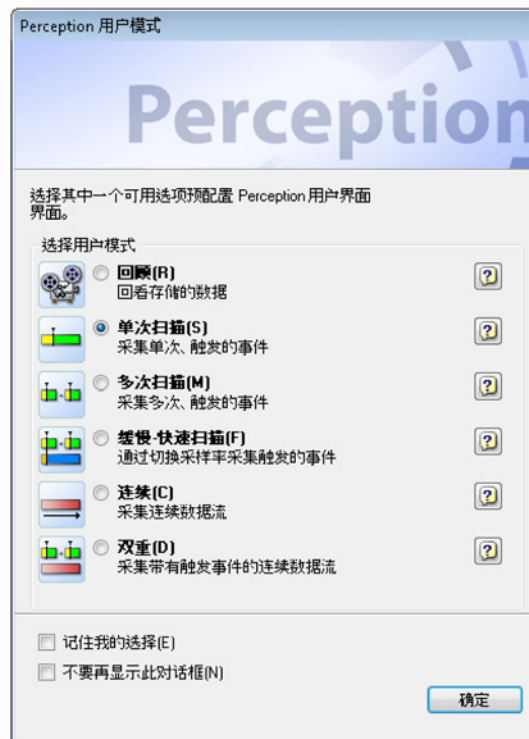 Perception 用户模式
Perception
选择其中一个可用选项预配置 Perception 用户界面
界面。
选择用户模式
回顾(R)
回看存储的数据
单次扫描(S)
采集单次、触发的事件
多次扫描(M)
采集多次、触发的事件
缓慢-快速扫描(F)
通过切换采样率采集触发的事件
连续(C)
采集连续数据流
双重(D)
采集带有触发事件的连续数据流
记住我的选择(E)
不要再显示此对话框(N)
确定